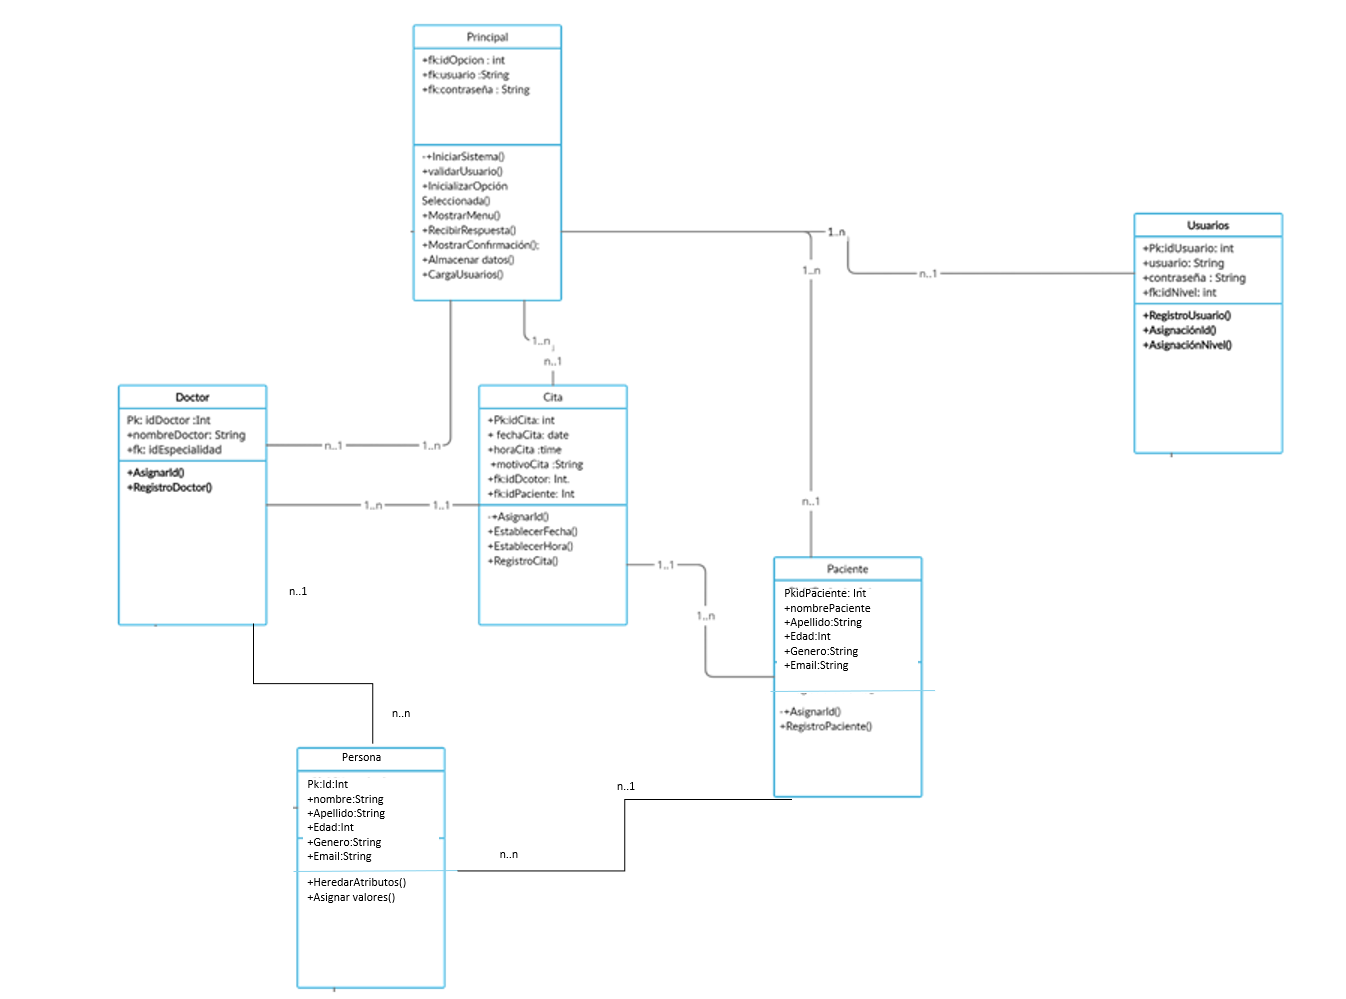 Principal
+fk:idOpcion : int
+fk:usuario :String
+fk:contraseña : String
-+IniciarSistema()
+validarUsuario()
+InicializarOpción
Seleccionada()
+MostrarMenu()
+RecibirRespuesta()
+MostrarConfirmación();
+Almacenar datos()
+CargaUsuarios()
1..n
n..1
1..n
n..1
Usuarios
+Pk:idUsuario: int
+usuario: String
+contraseña : String
+fk:idNivel: int
+RegistroUsuario()
+AsignaciónId()
+AsignaciónNivel()
1..n
n..1
Doctor
Pk: idDoctor :Int
+nombreDoctor: String
+fk: idEspecialidad
+AsignarId()
+RegistroDoctor()
n..1
1..n
1..n
1..1
Cita
+Pk:idCita: int
+ fechaCita: date
+horaCita :time
+motivoCita :String
+fk:idDcotor: Int.
+fk:idPaciente: Int
-+AsignarId()
+EstablecerFecha()
+EstablecerHora()
+RegistroCita()
1..1
1..n
Paciente
PkidPaciente: Int
+nombrePaciente
+Apellido:String
+Edad:Int
+Genero:String
+Email:String
-+AsignarId()
+RegistroPaciente()
n..1
n..n
Persona
Pk:Id:Int
+nombre:String
+Apellido:String
+Edad:Int
+Genero:String
+Email:String
+HeredarAtributos()
+Asignar valores()
n..1
n..n